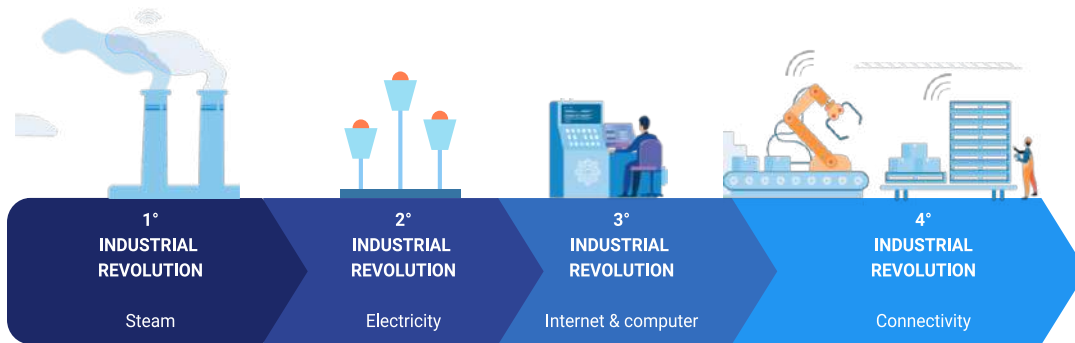 1°
INDUSTRIAL
REVOLUTION
Steam
2°
INDUSTRIAL
REVOLUTION
Electricity
3°
INDUSTRIAL
REVOLUTION
Internet & computer
4°
INDUSTRIAL
REVOLUTION
Connectivity